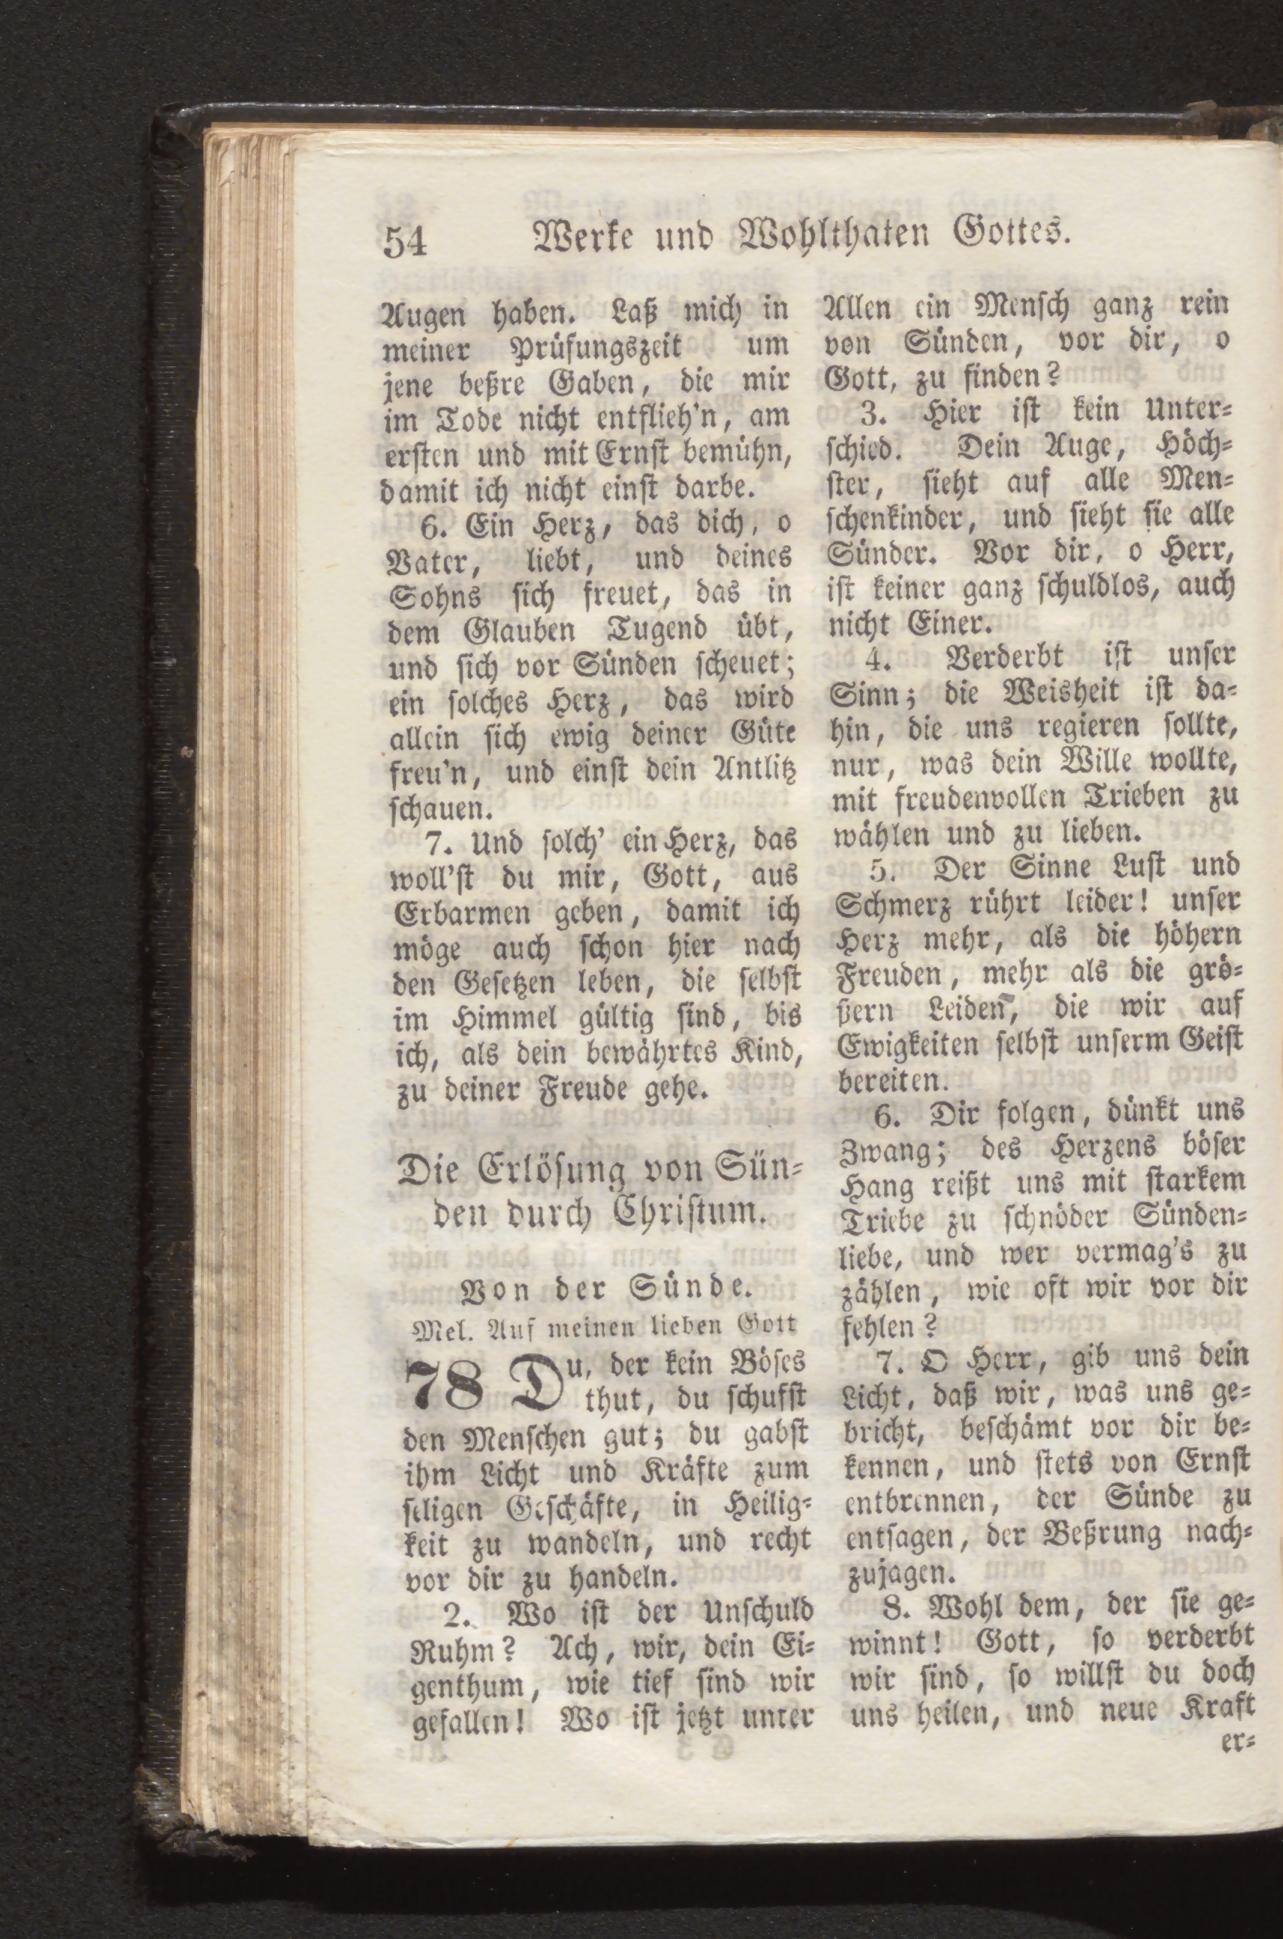 54 Werke und Wohlthaten Gottes.
Augen haben. Laß mich in
meiner Prüfungszeit um
jene beßre Gaben, die mir
im Tode nicht entflieh'n, am
ersten und mit Ernst bemühn,
damit ich nicht einst darbe.
6. Ein Herz, das dich, o
Vater, liebt, und deines
Sohns sich freuet, das in
dem Glauben Tugend übt,
und sich vor Sünden scheuet;
ein solches Herz, das wird
allein sich ewig deiner Güte
freu'n, und einst dein Antlitz
schauen.
7. Und solch' ein Herz, das
woll'st du mir, Gott, aus
Erbarmen geben, damit ich
möge auch schon hier nach
den Gesetzen leben, die selbst
im Himmel gültig sind, bis
ich, als dein bewährtes Kind,
zu deiner Freude gehe.
Die Erlösung von Sün-
den durch Christum.
Von der Sünde.
Mel. Auf meinen lieben Gott
78 Du, der kein Böses
thut, du schufst
den Menschen gut; du gabst
ihm Licht und Kräfte zum
seligen Geschäfte, in Heilig-
keit zu wandeln, und recht
vor dir zu handeln.
2. Wo ist der Unschuld
Ruhm? Ach, wir, dein Ei-
genthum, wie tief sind wir
gefallen! Wo ist jetzt unter
Allen ein Mensch ganz rein
von Sünden, vor dir, o
Gott, zu finden?
3. Hier ist kein Unter-
schied. Dein Auge, Höch-
ster, sieht auf alle Men-
schenkinder, und sieht sie alle
Sünder. Vor dir, o Herr,
ist keiner ganz schuldlos, auch
nicht Einer.
4. Verderbt ist unser
Sinn; die Weisheit ist da-
hin, die uns regieren sollte,
nur, was dein Wille wollte,
mit freudenvollen Trieben zu
wählen und zu lieben.
5. Der Sinne Lust und
Schmerz rührt leider! unser
Herz mehr, als die höhern
Freuden, mehr als die grö-
ßern Leiden, die wir auf
Ewigkeiten selbst unserm Geist
bereiten.
6. Dir folgen, dünkt uns
Zwang; des Herzens böser
Hang reißt uns mit starkem
Triebe zu schnöder Sünden-
liebe, und wer vermag's zu
zählen, wie oft wir vor dir
fehlen?
7. O Herr, gib uns dein
Licht, daß wir, was uns ge-
bricht, beschämt vor dir be-
kennen, und stets von Ernst
entbrennen, der Sünde zu
entsagen, der Beßrung nach-
zujagen.
8. Wohl dem, der sie ge-
winnt! Gott, so verderbt
wir sind, so willst du doch
uns heilen, und neue Kraft
er-